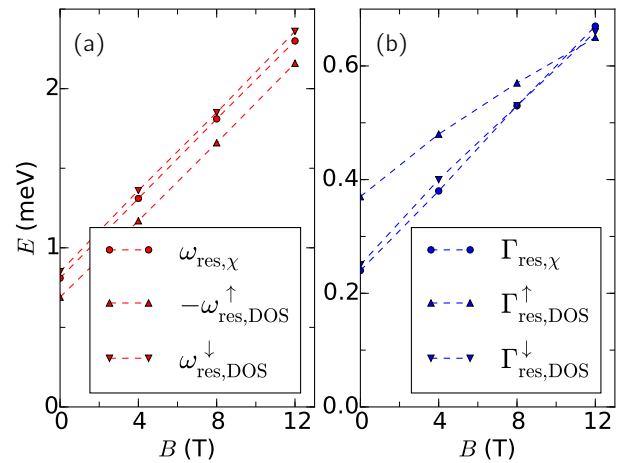 (a)
E (meV)
2
1
0
0
4
8
12
B (T)
ω_res,χ
−ω^↑_res,DOS
ω^↓_res,DOS
(b)
0.6
0.4
0.2
0.0
0
4
8
12
B (T)
Γ_res,χ
Γ^↑_res,DOS
Γ^↓_res,DOS